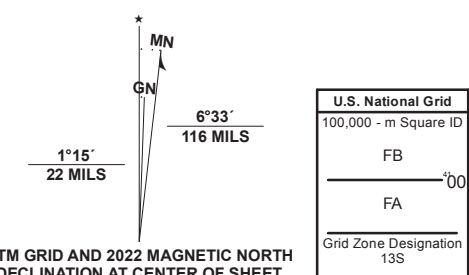 ★
MN
GN
6°33´
116 MILS
1°15´
22 MILS
TM GRID AND 2022 MAGNETIC NORTH
DECLINATION AT CENTER OF SHEET
U.S. National Grid
100,000 - m Square ID
FB
4100
FA
Grid Zone Designation
13S